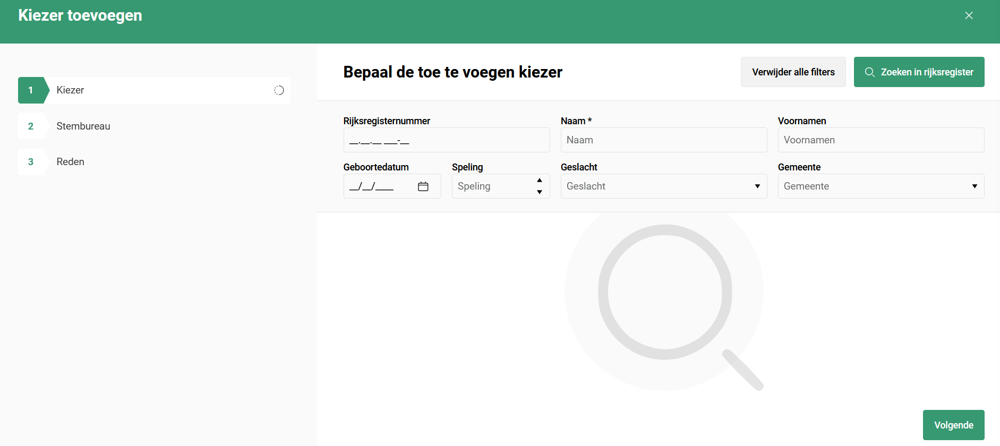 Kiezer toevoegen
1 Kiezer
2 Stembureau
3 Reden
Bepaal de toe te voegen kiezer
Verwijder alle filters
Zoeken in rijksregister
Rijksregisternummer
Naam *
Voornamen
__.__.__ ___-__
Naam
Voornamen
Geboortedatum
Speling
Geslacht
Gemeente
__/__/____
Speling
Geslacht
Gemeente
Volgende